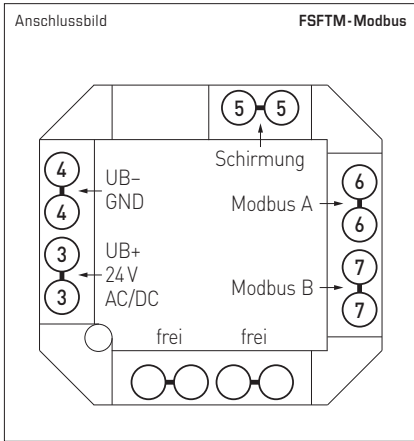 Anschlussbild FSFTM-Modbus
5 5
Schirmung
4
4
UB–
GND
3
3
UB+
24 V
AC/DC
6
6
Modbus A
7
7
Modbus B
frei frei